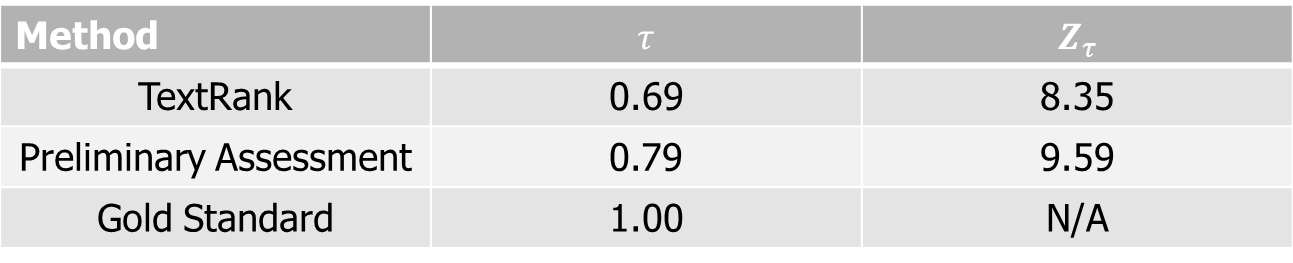 Method τ Z_τ
TextRank 0.69 8.35
Preliminary Assessment 0.79 9.59
Gold Standard 1.00 N/A